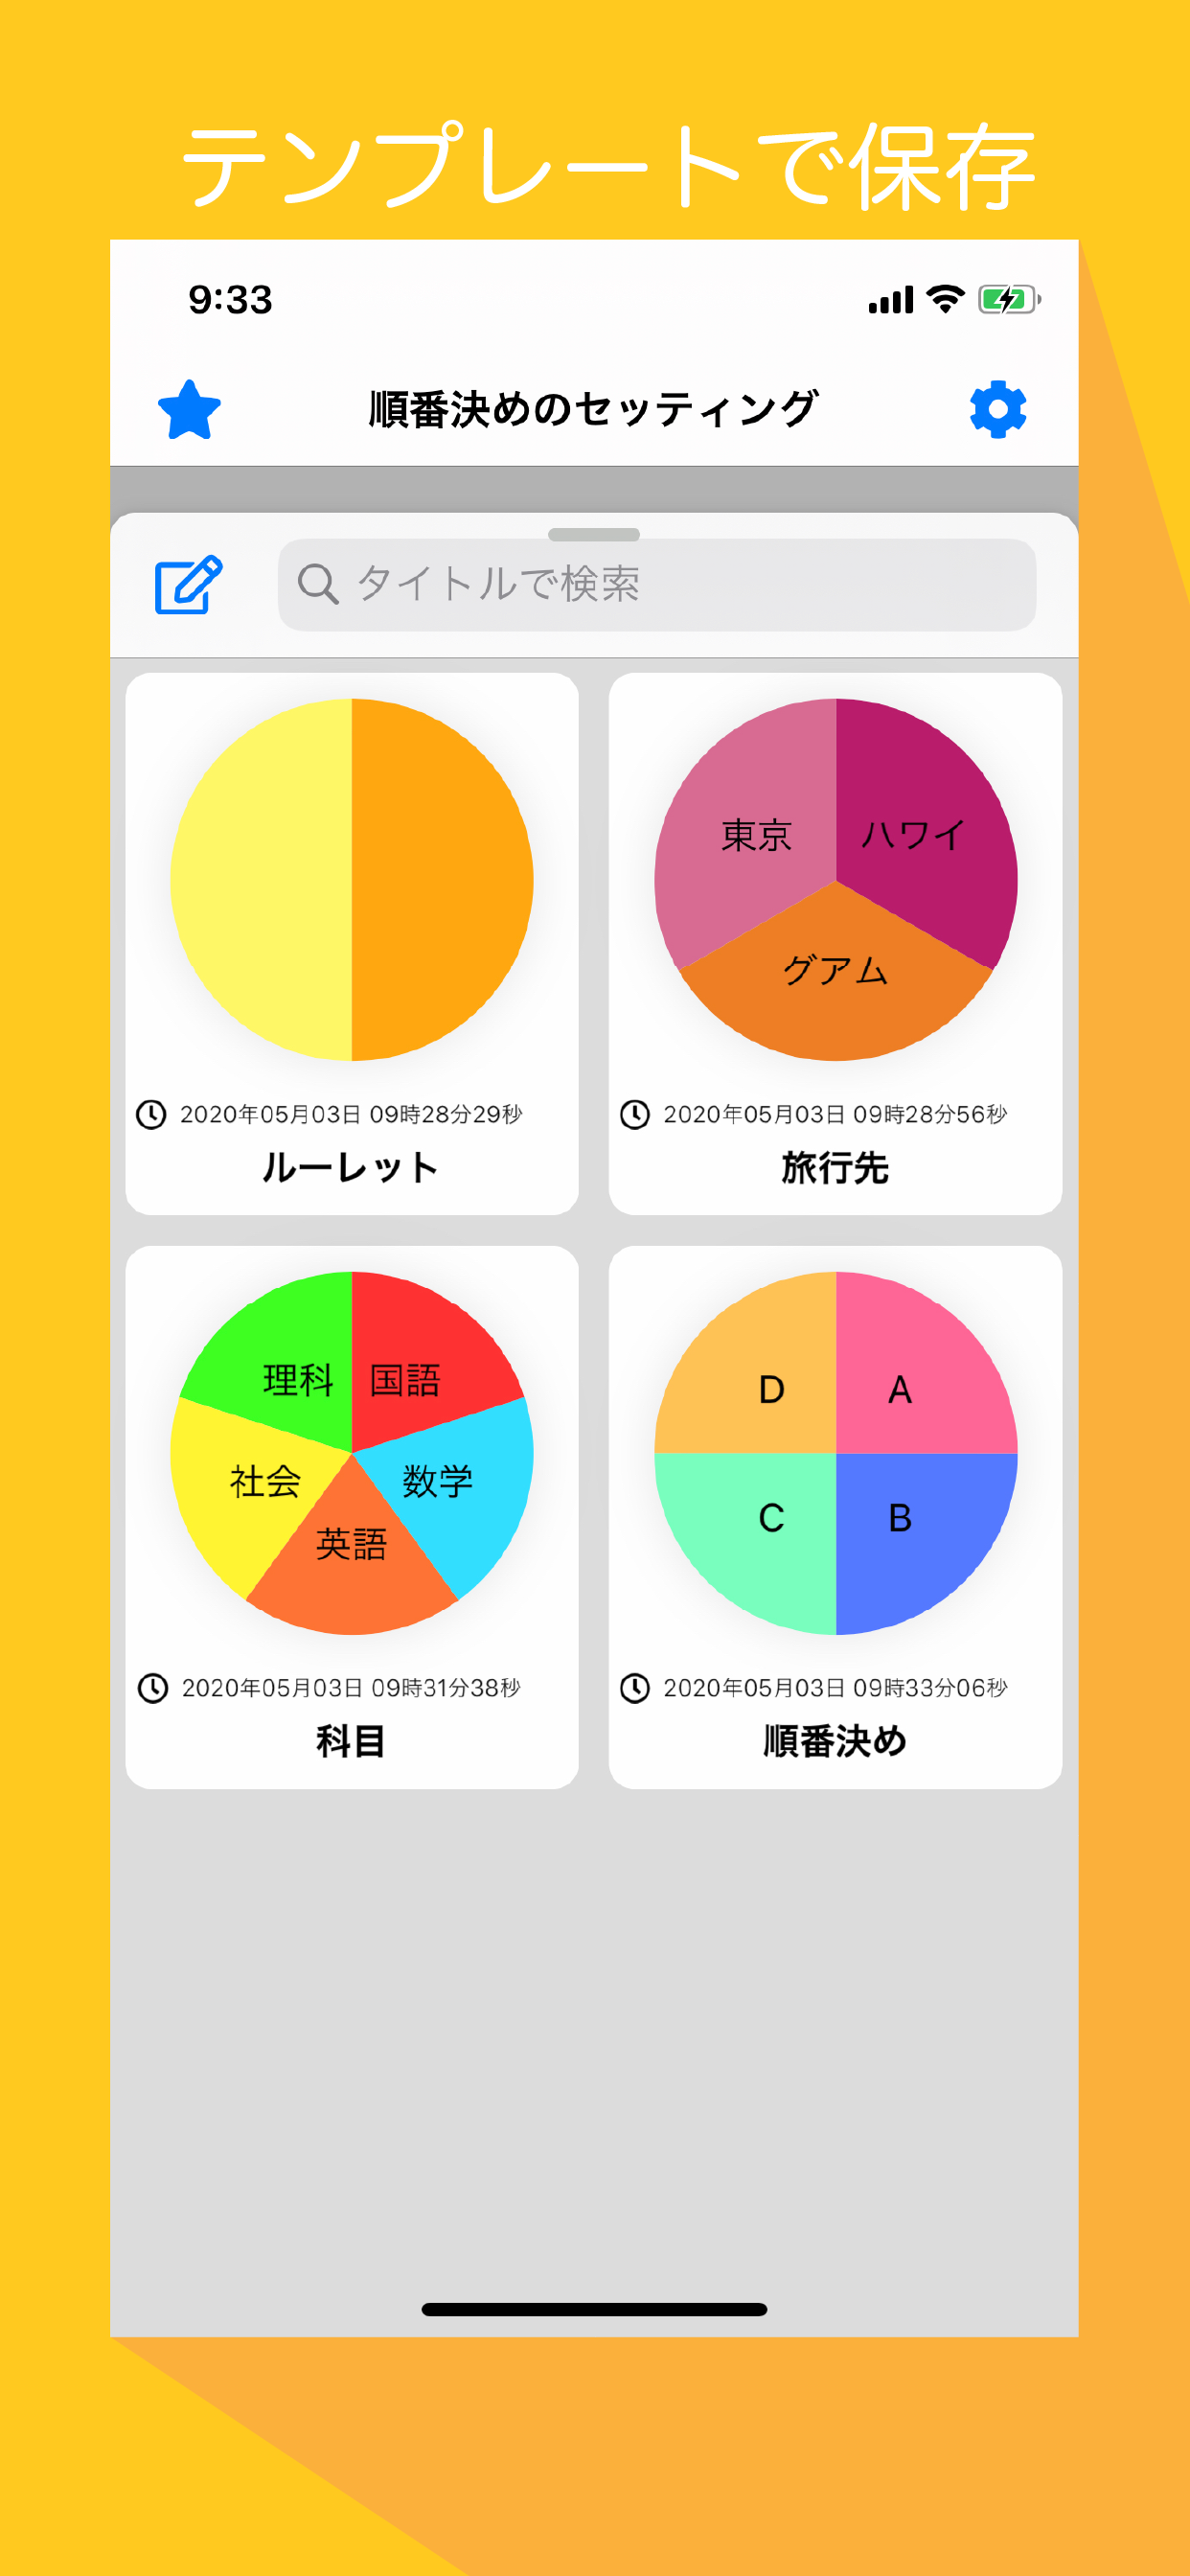 テンプレートで保存
9:33
順番決めのセッティング
タイトルで検索
東京
ハワイ
グアム
2020年05月03日 09時28分29秒
ルーレット
2020年05月03日 09時28分56秒
旅行先
理科
国語
社会
数学
英語
D
A
C
B
2020年05月03日 09時31分38秒
科目
2020年05月03日 09時33分06秒
順番決め